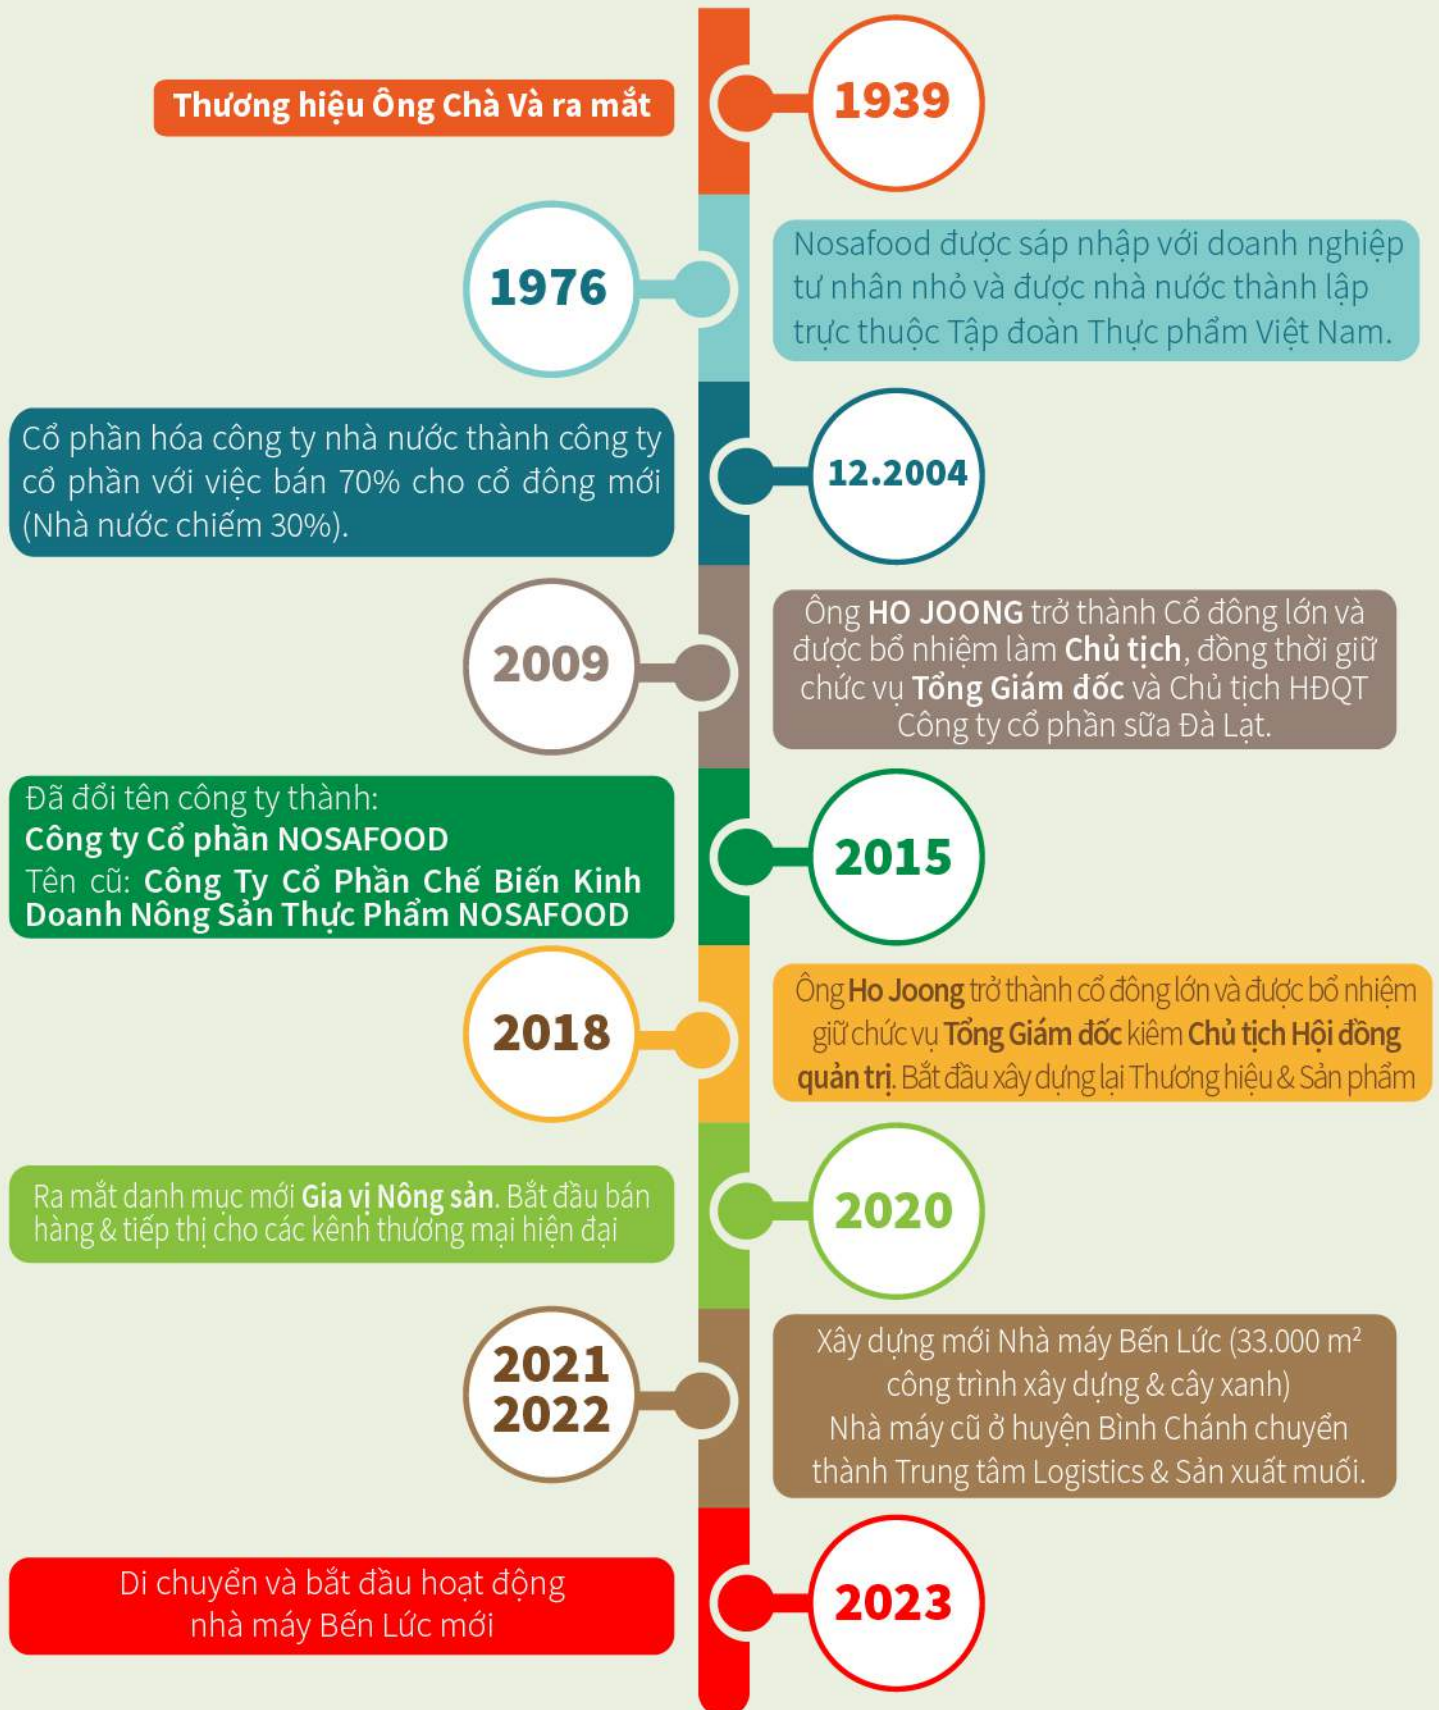 Thương hiệu Ông Chà Và ra mắt
1939
1976
Nosafood được sáp nhập với doanh nghiệp
tư nhân nhỏ và được nhà nước thành lập
trực thuộc Tập đoàn Thực phẩm Việt Nam.
Cổ phần hóa công ty nhà nước thành công ty
cổ phần với việc bán 70% cho cổ đông mới
(Nhà nước chiếm 30%).
12.2004
2009
Ông HO JOONG trở thành Cổ đông lớn và
được bổ nhiệm làm Chủ tịch, đồng thời giữ
chức vụ Tổng Giám đốc và Chủ tịch HĐQT
Công ty cổ phần sữa Đà Lạt.
Đã đổi tên công ty thành:
Công ty Cổ phần NOSAFOOD
Tên cũ: Công Ty Cổ Phần Chế Biến Kinh
Doanh Nông Sản Thực Phẩm NOSAFOOD
2015
2018
Ông Ho Joong trở thành cổ đông lớn và được bổ nhiệm
giữ chức vụ Tổng Giám đốc kiêm Chủ tịch Hội đồng
quản trị. Bắt đầu xây dựng lại Thương hiệu & Sản phẩm
Ra mắt danh mục mới Gia vị Nông sản. Bắt đầu bán
hàng & tiếp thị cho các kênh thương mại hiện đại
2020
2021
2022
Xây dựng mới Nhà máy Bến Lức (33.000 m²
công trình xây dựng & cây xanh)
Nhà máy cũ ở huyện Bình Chánh chuyển
thành Trung tâm Logistics & Sản xuất muối.
Di chuyển và bắt đầu hoạt động
nhà máy Bến Lức mới
2023